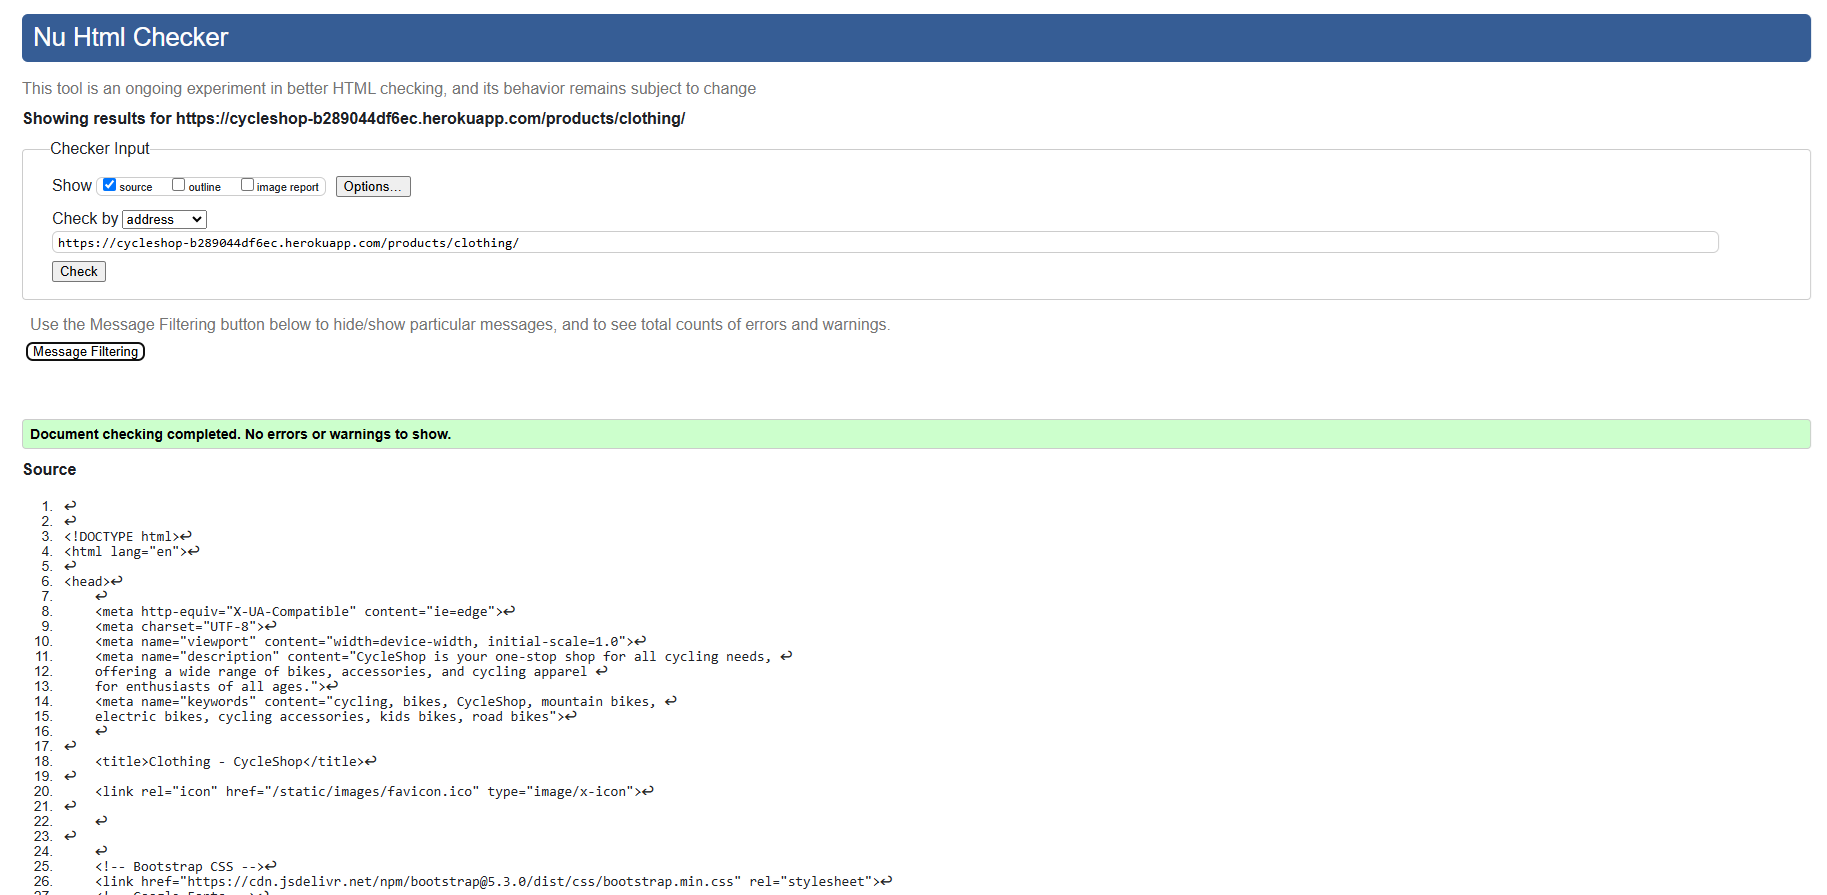 Nu Html Checker
This tool is an ongoing experiment in better HTML checking, and its behavior remains subject to change
Showing results for https://cycleshop-b289044df6ec.herokuapp.com/products/clothing/
Checker Input
Show source outline image report Options...
Check by address
https://cycleshop-b289044df6ec.herokuapp.com/products/clothing/
Check
Use the Message Filtering button below to hide/show particular messages, and to see total counts of errors and warnings.
Message Filtering
Document checking completed. No errors or warnings to show.
Source
1. ↩
2. ↩
3. <!DOCTYPE html>↩
4. <html lang="en">↩
5. ↩
6. <head>↩
7. ↩
8. <meta http-equiv="X-UA-Compatible" content="ie=edge">↩
9. <meta charset="UTF-8">↩
10. <meta name="viewport" content="width=device-width, initial-scale=1.0">↩
11. <meta name="description" content="CycleShop is your one-stop shop for all cycling needs, ↩
12. offering a wide range of bikes, accessories, and cycling apparel ↩
13. for enthusiasts of all ages.">↩
14. <meta name="keywords" content="cycling, bikes, CycleShop, mountain bikes, ↩
15. electric bikes, cycling accessories, kids bikes, road bikes">↩
16. ↩
17. ↩
18. <title>Clothing - CycleShop</title>↩
19. ↩
20. <link rel="icon" href="/static/images/favicon.ico" type="image/x-icon">↩
21. ↩
22. ↩
23. ↩
24. ↩
25. <!-- Bootstrap CSS -->↩
26. <link href="https://cdn.jsdelivr.net/npm/bootstrap@5.3.0/dist/css/bootstrap.min.css" rel="stylesheet">↩